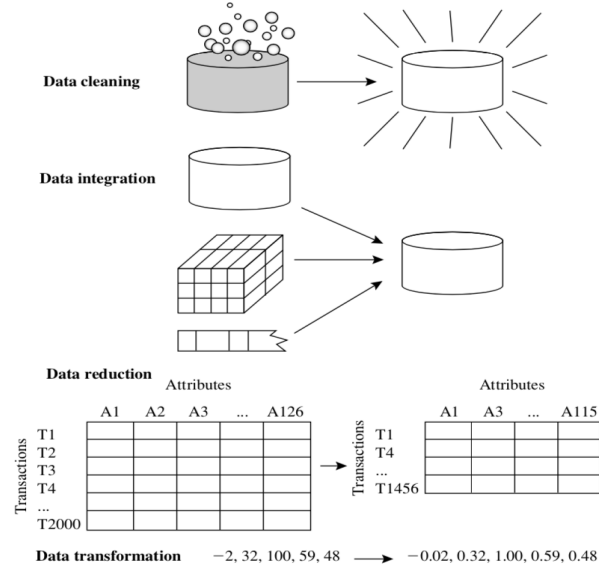 Data cleaning
Data integration
Data reduction
Attributes Attributes
A1 A2 A3 ... A126 A1 A3 ... A115
Transactions Transactions
T1 T1
T2 T4
T3 ...
T4 T1456
...
T2000
Data transformation −2, 32, 100, 59, 48 −0.02, 0.32, 1.00, 0.59, 0.48